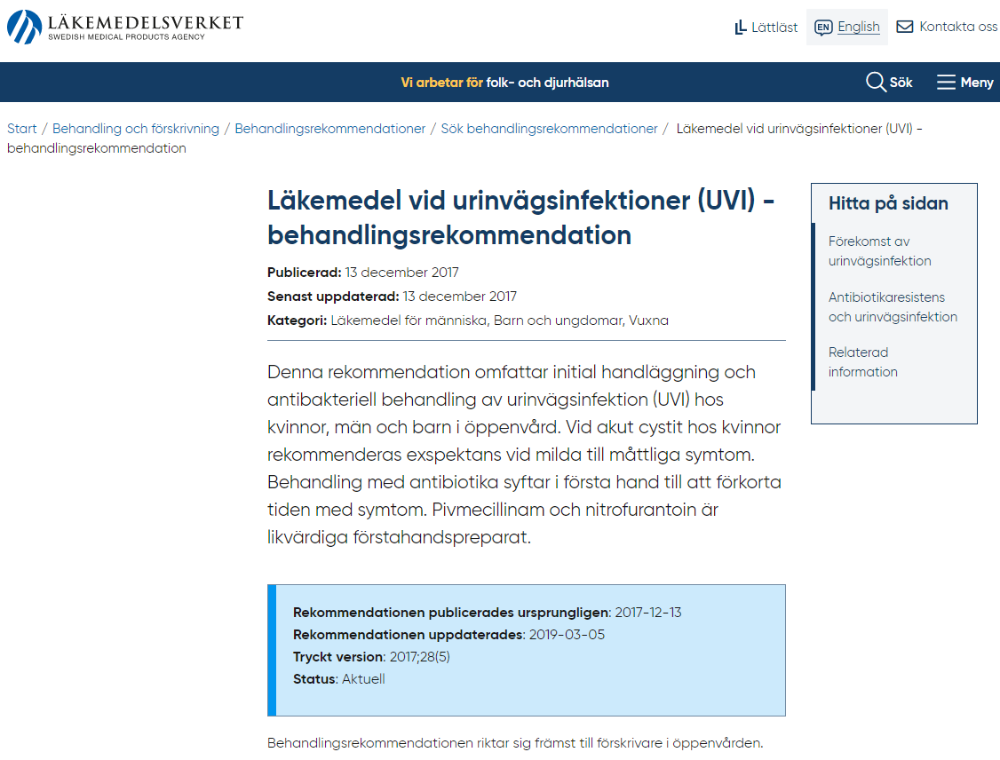 LÄKEMEDELSVERKET
SWEDISH MEDICAL PRODUCTS AGENCY
LL Lättläst
EN English
Kontakta oss
Vi arbetar för folk- och djurhälsan
Sök
Meny
Start / Behandling och förskrivning / Behandlingsrekommendationer / Sök behandlingsrekommendationer / Läkemedel vid urinvägsinfektioner (UVI) -
behandlingsrekommendation
Läkemedel vid urinvägsinfektioner (UVI) -
behandlingsrekommendation
Publicerad: 13 december 2017
Senast uppdaterad: 13 december 2017
Kategori: Läkemedel för människa, Barn och ungdomar, Vuxna
Denna rekommendation omfattar initial handläggning och
antibakteriell behandling av urinvägsinfektion (UVI) hos
kvinnor, män och barn i öppenvård. Vid akut cystit hos kvinnor
rekommenderas exspektans vid milda till måttliga symtom.
Behandling med antibiotika syftar i första hand till att förkorta
tiden med symtom. Pivmecillinam och nitrofurantoin är
likvärdiga förstahandspreparat.
Rekommendationen publicerades ursprungligen: 2017-12-13
Rekommendationen uppdaterades: 2019-03-05
Tryckt version: 2017;28(5)
Status: Aktuell
Behandlingsrekommendationen riktar sig främst till förskrivare i öppenvården.
Hitta på sidan
Förekomst av
urinvägsinfektion
Antibiotikaresistens
och urinvägsinfektion
Relaterad
information